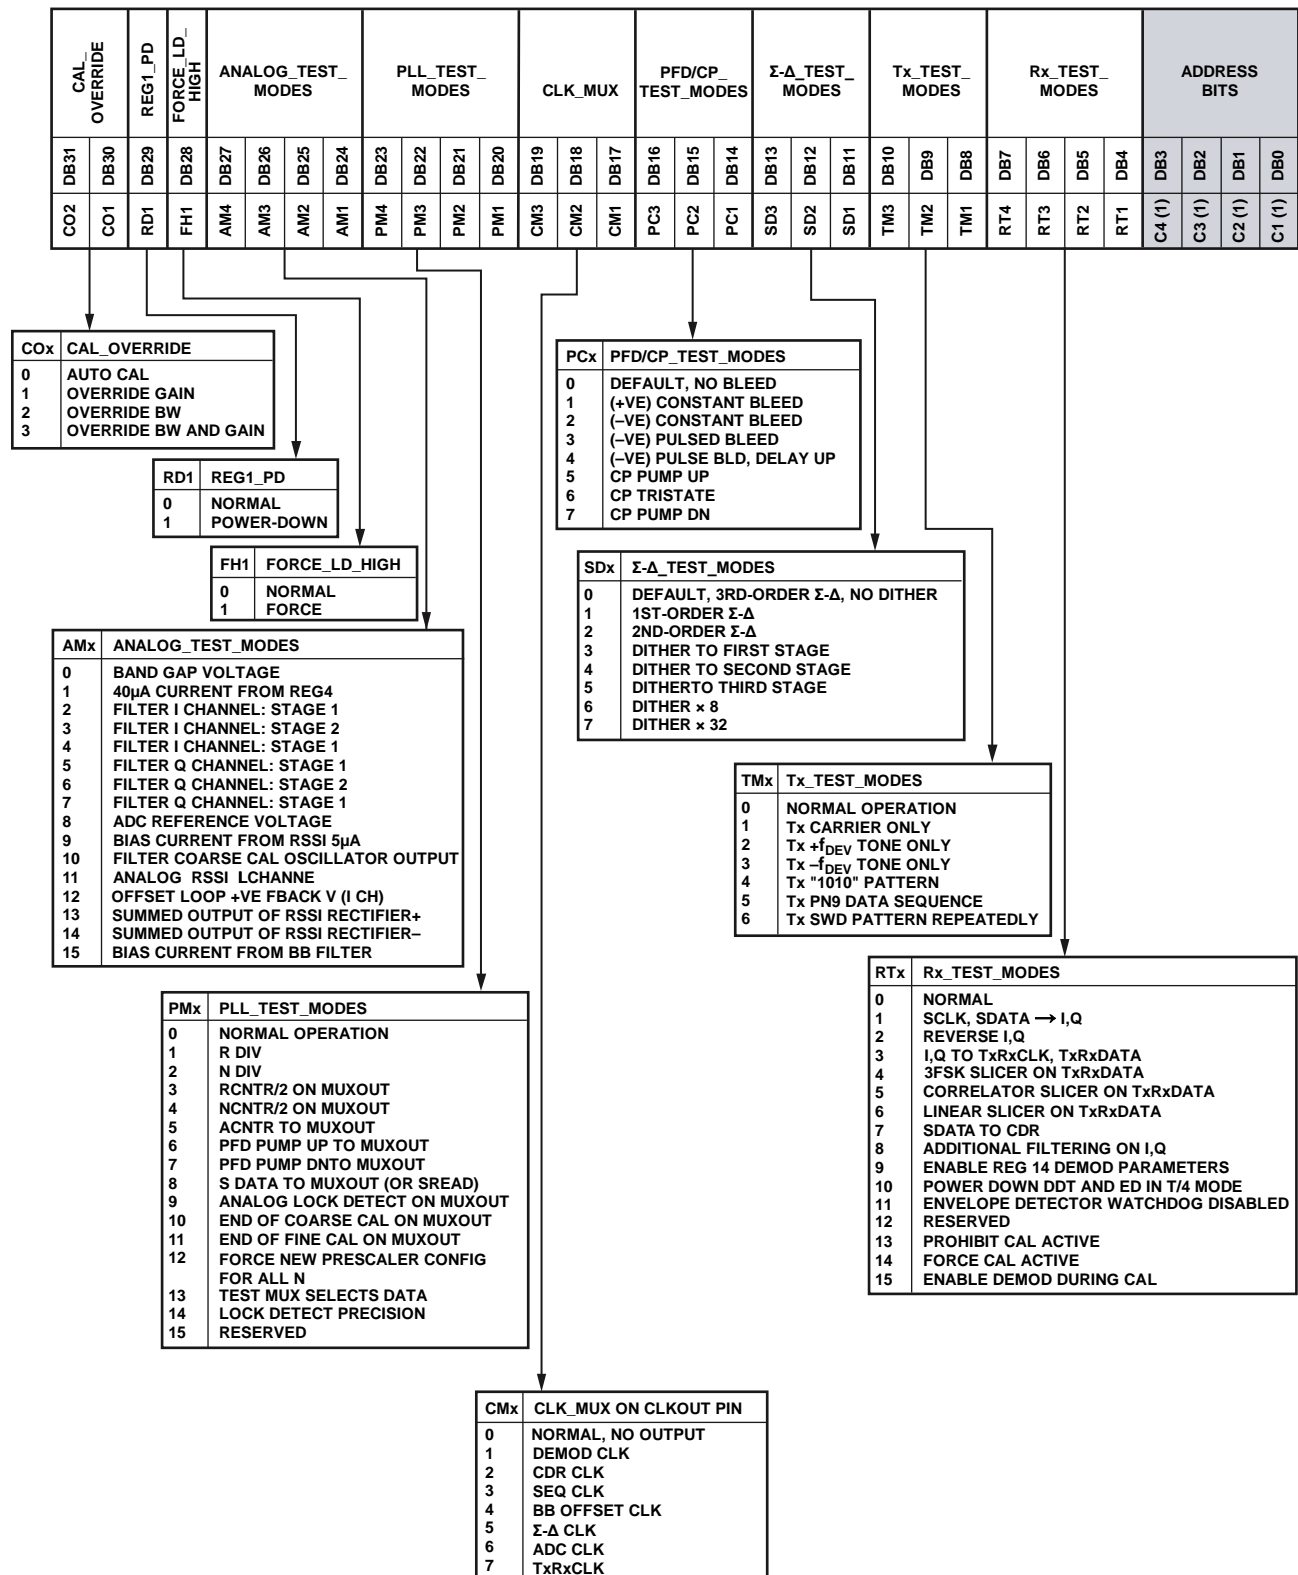 CAL_
OVERRIDE
REG1_PD
FORCE_LD_
HIGH
ANALOG_TEST_
MODES
PLL_TEST_
MODES
CLK_MUX
PFD/CP_
TEST_MODES
Σ-Δ_TEST_
MODES
Tx_TEST_
MODES
Rx_TEST_
MODES
ADDRESS
BITS
DB31 DB30 DB29 DB28 DB27 DB26 DB25 DB24 DB23 DB22 DB21 DB20 DB19 DB18 DB17 DB16 DB15 DB14 DB13 DB12 DB11 DB10 DB9 DB8 DB7 DB6 DB5 DB4 DB3 DB2 DB1 DB0
CO2 CO1 RD1 FH1 AM4 AM3 AM2 AM1 PM4 PM3 PM2 PM1 CM3 CM2 CM1 PC3 PC2 PC1 SD3 SD2 SD1 TM3 TM2 TM1 RT4 RT3 RT2 RT1 C4 (1) C3 (1) C2 (1) C1 (1)
COx CAL_OVERRIDE
0 AUTO CAL
1 OVERRIDE GAIN
2 OVERRIDE BW
3 OVERRIDE BW AND GAIN
RD1 REG1_PD
0 NORMAL
1 POWER-DOWN
FH1 FORCE_LD_HIGH
0 NORMAL
1 FORCE
AMx ANALOG_TEST_MODES
0 BAND GAP VOLTAGE
1 40µA CURRENT FROM REG4
2 FILTER I CHANNEL: STAGE 1
3 FILTER I CHANNEL: STAGE 2
4 FILTER I CHANNEL: STAGE 1
5 FILTER Q CHANNEL: STAGE 1
6 FILTER Q CHANNEL: STAGE 2
7 FILTER Q CHANNEL: STAGE 1
8 ADC REFERENCE VOLTAGE
9 BIAS CURRENT FROM RSSI 5µA
10 FILTER COARSE CAL OSCILLATOR OUTPUT
11 ANALOG RSSI LCHANNE
12 OFFSET LOOP +VE FBACK V (I CH)
13 SUMMED OUTPUT OF RSSI RECTIFIER+
14 SUMMED OUTPUT OF RSSI RECTIFIER–
15 BIAS CURRENT FROM BB FILTER
PMx PLL_TEST_MODES
0 NORMAL OPERATION
1 R DIV
2 N DIV
3 RCNTR/2 ON MUXOUT
4 NCNTR/2 ON MUXOUT
5 ACNTR TO MUXOUT
6 PFD PUMP UP TO MUXOUT
7 PFD PUMP DNTO MUXOUT
8 S DATA TO MUXOUT (OR SREAD)
9 ANALOG LOCK DETECT ON MUXOUT
10 END OF COARSE CAL ON MUXOUT
11 END OF FINE CAL ON MUXOUT
12 FORCE NEW PRESCALER CONFIG
FOR ALL N
13 TEST MUX SELECTS DATA
14 LOCK DETECT PRECISION
15 RESERVED
PCx PFD/CP_TEST_MODES
0 DEFAULT, NO BLEED
1 (+VE) CONSTANT BLEED
2 (–VE) CONSTANT BLEED
3 (–VE) PULSED BLEED
4 (–VE) PULSE BLD, DELAY UP
5 CP PUMP UP
6 CP TRISTATE
7 CP PUMP DN
SDx Σ-Δ_TEST_MODES
0 DEFAULT, 3RD-ORDER Σ-Δ, NO DITHER
1 1ST-ORDER Σ-Δ
2 2ND-ORDER Σ-Δ
3 DITHER TO FIRST STAGE
4 DITHER TO SECOND STAGE
5 DITHERTO THIRD STAGE
6 DITHER × 8
7 DITHER × 32
TMx Tx_TEST_MODES
0 NORMAL OPERATION
1 Tx CARRIER ONLY
2 Tx +fDEV TONE ONLY
3 Tx –fDEV TONE ONLY
4 Tx "1010" PATTERN
5 Tx PN9 DATA SEQUENCE
6 Tx SWD PATTERN REPEATEDLY
RTx Rx_TEST_MODES
0 NORMAL
1 SCLK, SDATA → I,Q
2 REVERSE I,Q
3 I,Q TO TxRxCLK, TxRxDATA
4 3FSK SLICER ON TxRxDATA
5 CORRELATOR SLICER ON TxRxDATA
6 LINEAR SLICER ON TxRxDATA
7 SDATA TO CDR
8 ADDITIONAL FILTERING ON I,Q
9 ENABLE REG 14 DEMOD PARAMETERS
10 POWER DOWN DDT AND ED IN T/4 MODE
11 ENVELOPE DETECTOR WATCHDOG DISABLED
12 RESERVED
13 PROHIBIT CAL ACTIVE
14 FORCE CAL ACTIVE
15 ENABLE DEMOD DURING CAL
CMx CLK_MUX ON CLKOUT PIN
0 NORMAL, NO OUTPUT
1 DEMOD CLK
2 CDR CLK
3 SEQ CLK
4 BB OFFSET CLK
5 Σ-Δ CLK
6 ADC CLK
7 TxRxCLK